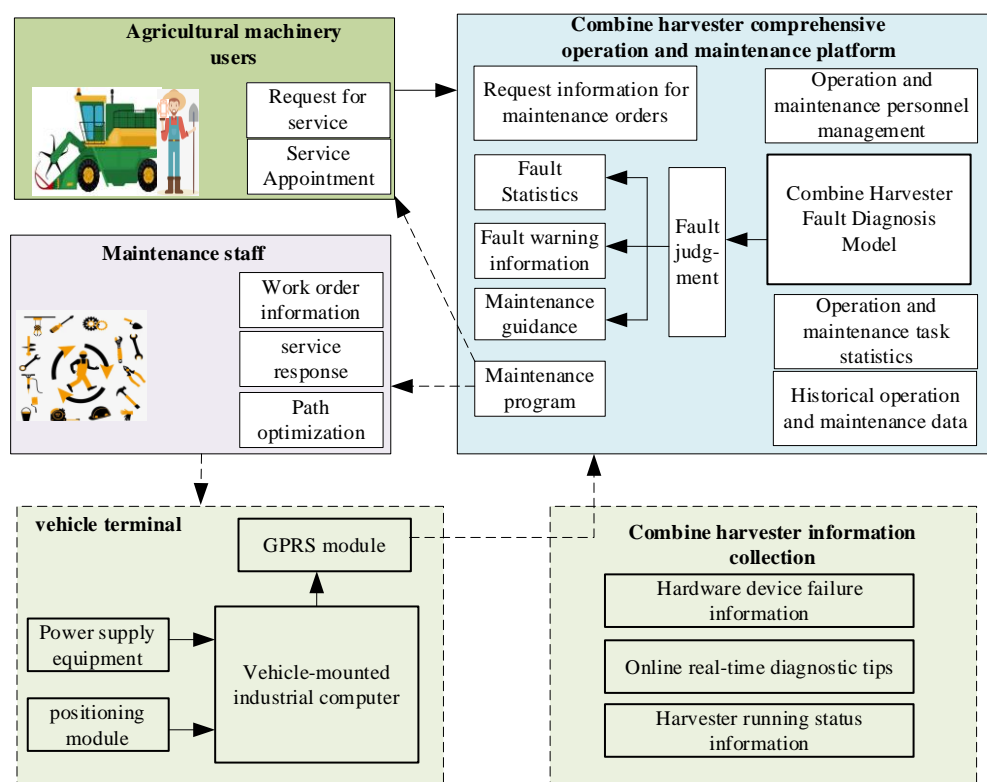 Agricultural machinery
users
Request for
service
Service
Appointment
Combine harvester comprehensive
operation and maintenance platform
Request information for
maintenance orders
Operation and
maintenance personnel
management
Fault
Statistics
Fault warning
information
Maintenance
guidance
Maintenance
program
Fault
judg-
ment
Combine Harvester
Fault Diagnosis
Model
Operation and
maintenance task
statistics
Historical operation
and maintenance data
Maintenance staff
Work order
information
service
response
Path
optimization
vehicle terminal
GPRS module
Power supply
equipment
positioning
module
Vehicle-mounted
industrial computer
Combine harvester information
collection
Hardware device failure
information
Online real-time diagnostic tips
Harvester running status
information